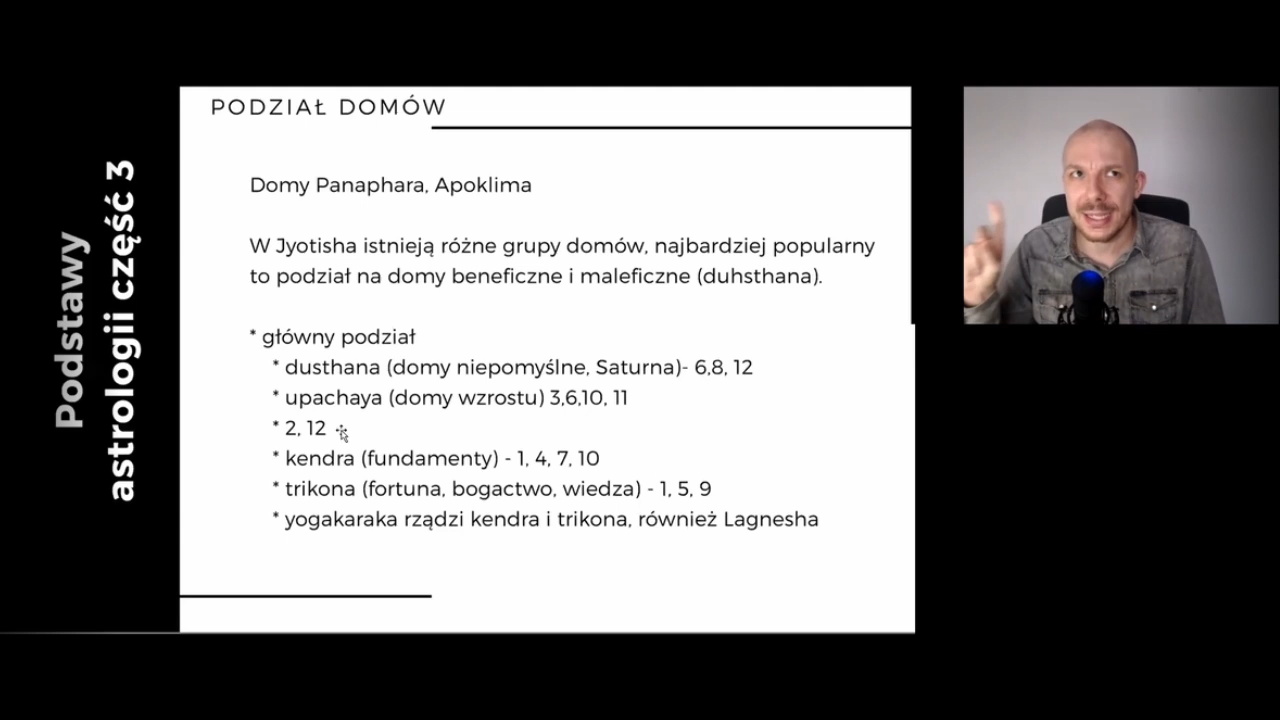 Podstawy
astrologii część 3
PODZIAŁ DOMÓW
Domy Panaphara, Apoklima
W Jyotisha istnieją różne grupy domów, najbardziej popularny
to podział na domy beneficzne i maleficzne (duhsthana).
* główny podział
* dusthana (domy niepomyślne, Saturna)- 6,8, 12
* upachaya (domy wzrostu) 3,6,10, 11
* 2, 12
* kendra (fundamenty) - 1, 4, 7, 10
* trikona (fortuna, bogactwo, wiedza) - 1, 5, 9
* yogakaraka rządzi kendra i trikona, również Lagnesha